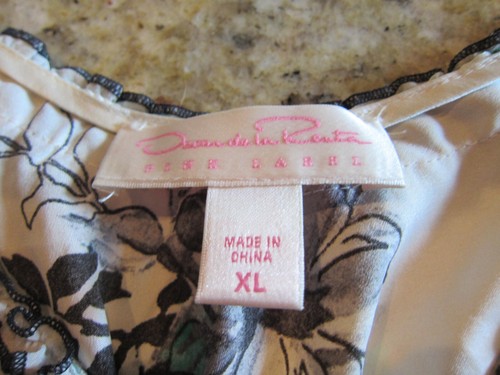 Oscar de la Renta
PINK LABEL
MADE IN
CHINA
XL